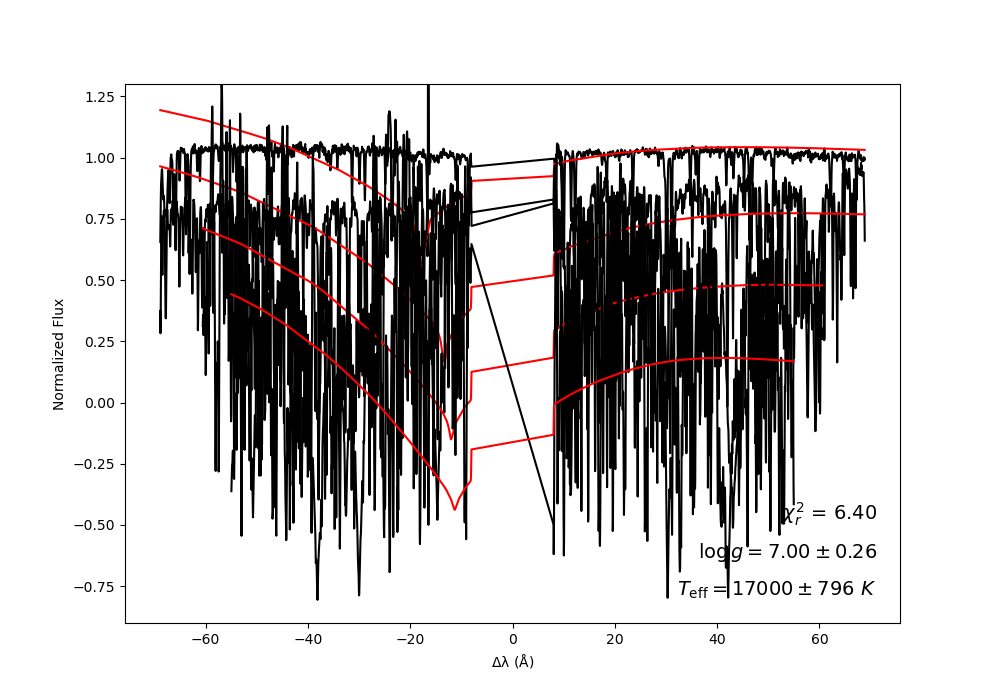 1.25
1.00
0.75
0.50
0.25
0.00
−0.25
−0.50
−0.75
Normalized Flux
χ²ᵣ = 6.40
log g = 7.00 ± 0.26
T_eff = 17000 ± 796 K
−60 −40 −20 0 20 40 60
Δλ (Å)